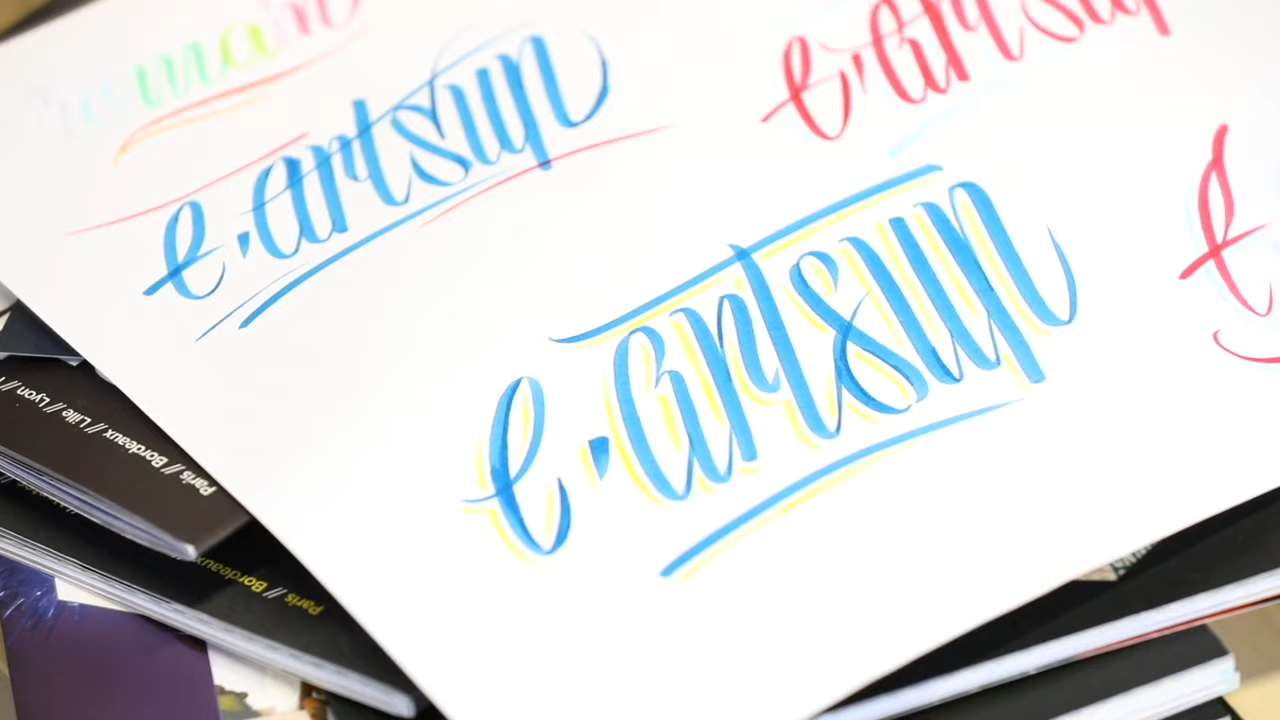 e·artsup
e·artsup
e·artsup
Paris // Bordeaux // Lille // Lyon //
Paris // Bordeaux //